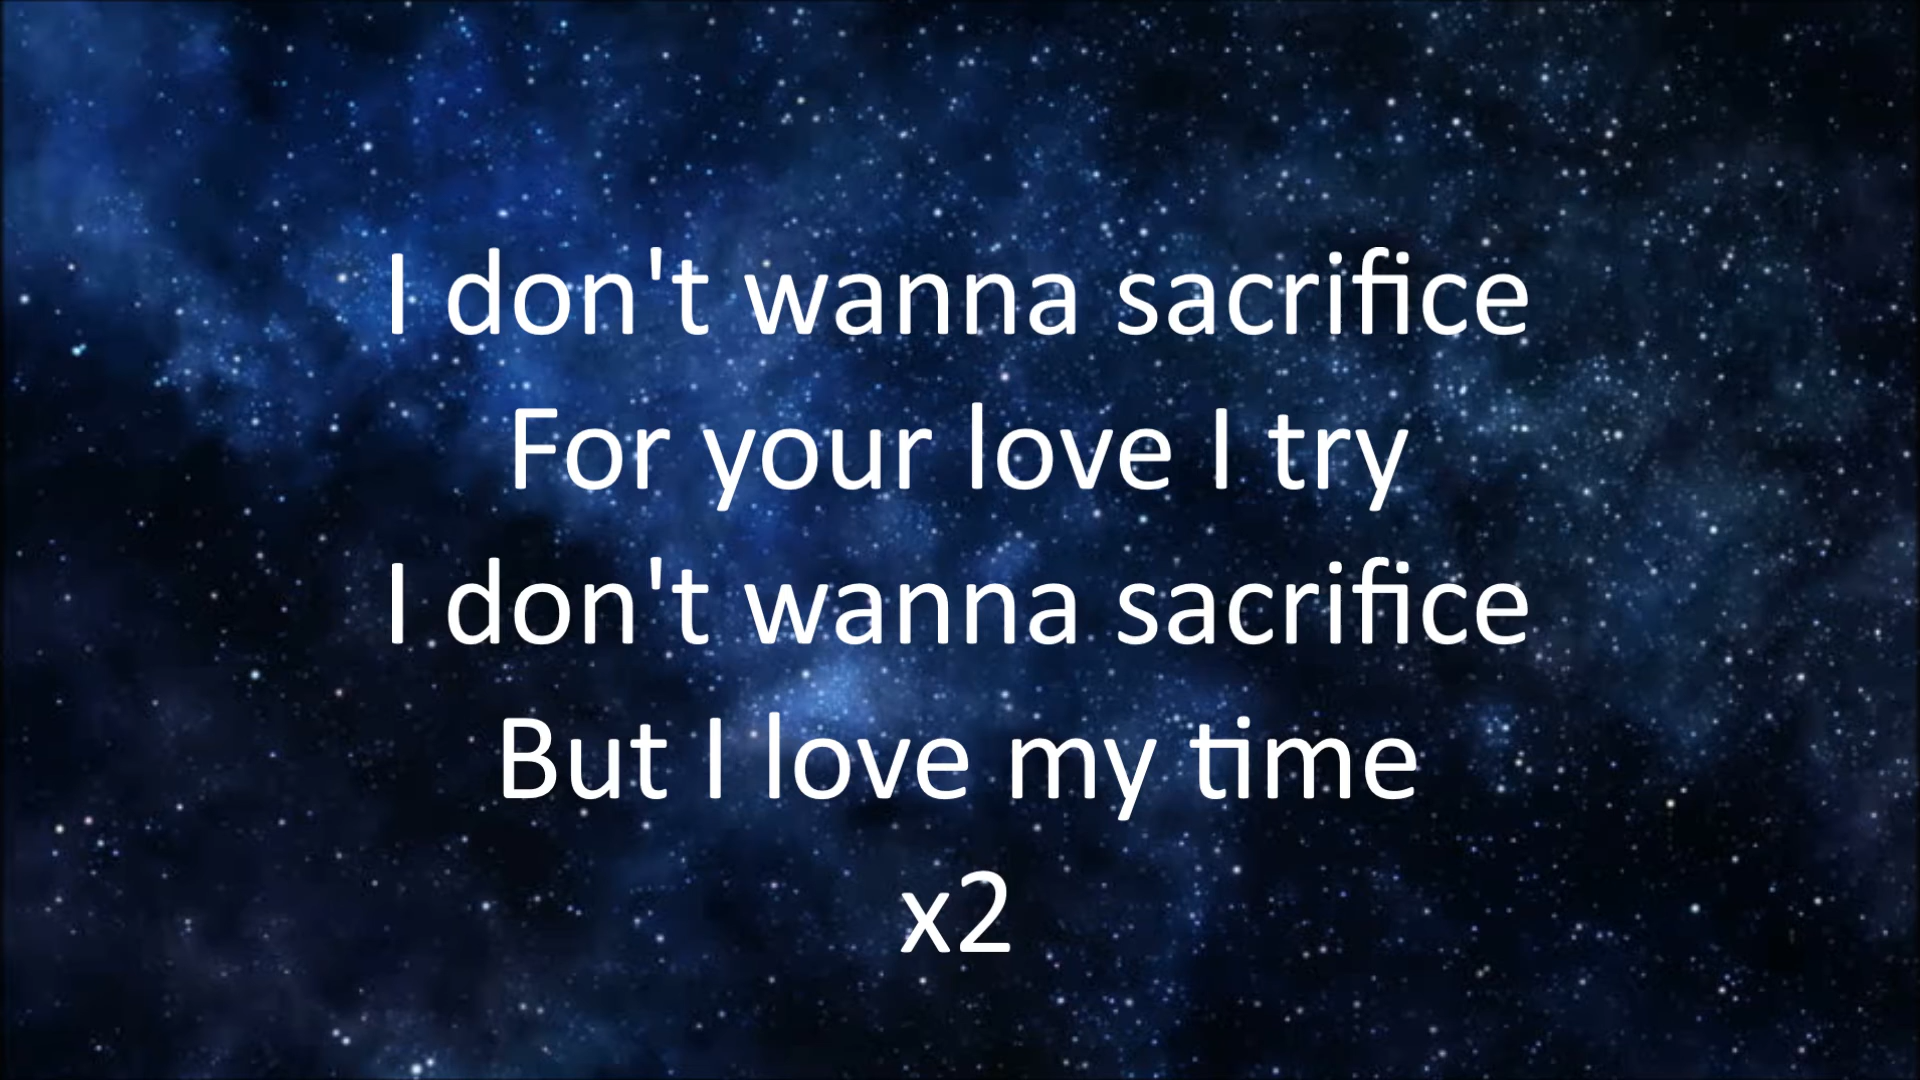 I don't wanna sacrifice
For your love I try
I don't wanna sacrifice
But I love my time
x2